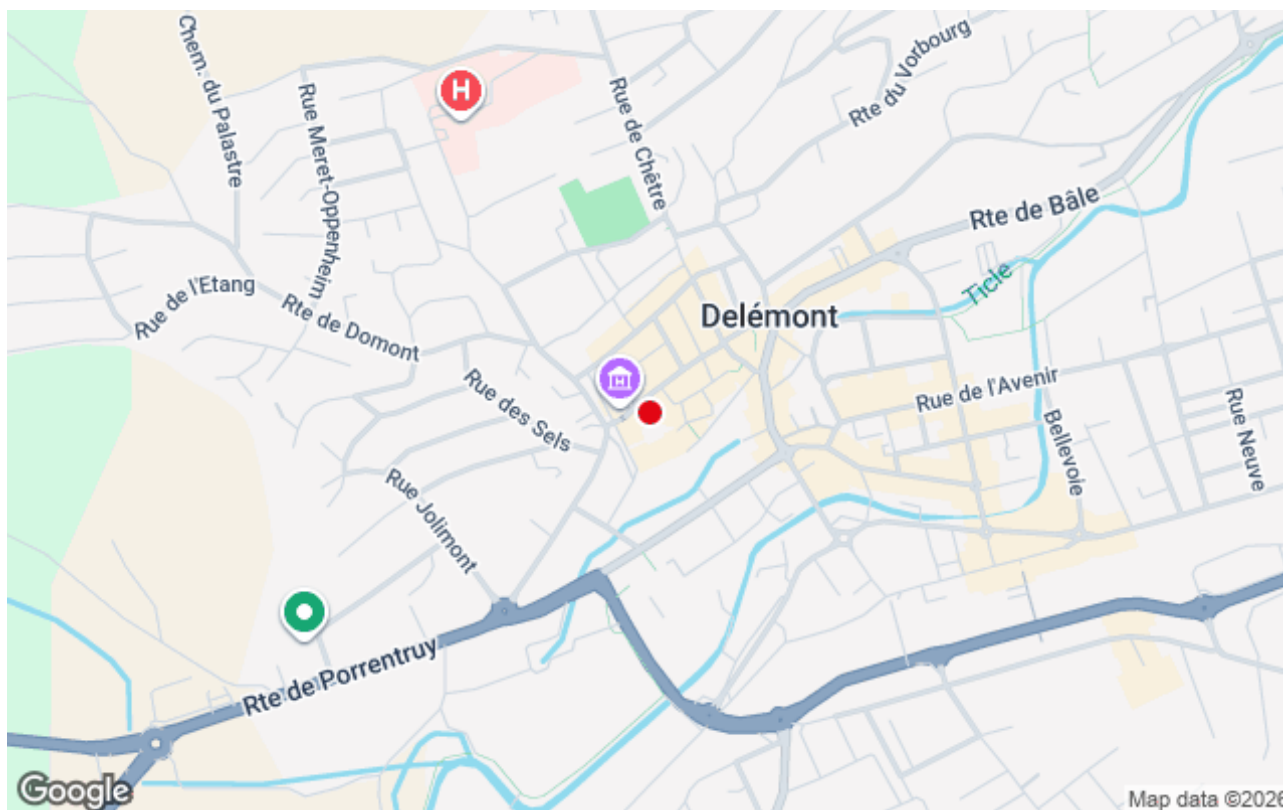 Chem. du Palastre
Rue Meret-Oppenheim
H
Rue de Chêtre
Rte du Vorbourg
Rte de Bâle
Ticle
Rue de l'Etang
Rte de Domont
Delémont
Rue des Sels
Rue de l'Avenir
Bellevoie
Rue Neuve
Rue Jolimont
Rte de Porrentruy
Google
Map data ©2026